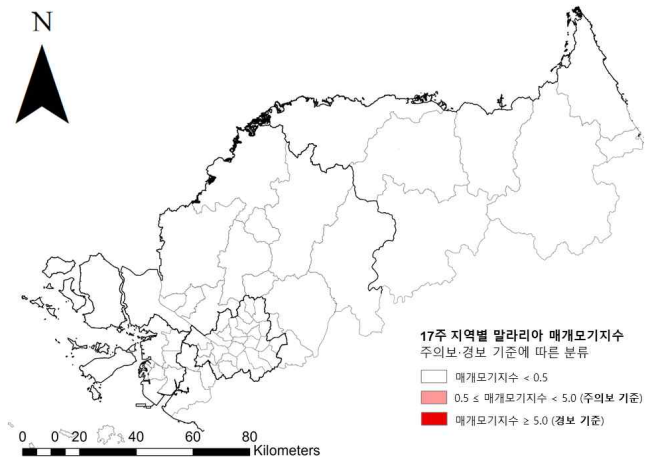 N
17주 지역별 말라리아 매개모기지수
주의보·경보 기준에 따른 분류
매개모기지수 < 0.5
0.5 ≤ 매개모기지수 < 5.0 (주의보 기준)
매개모기지수 ≥ 5.0 (경보 기준)
0 0 20 40 60 80
Kilometers